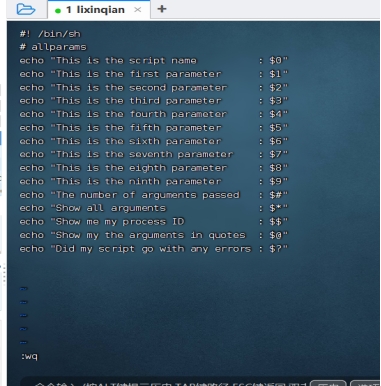 1 lixinqian × +
#! /bin/sh
# allparams
echo "This is the script name : $0"
echo "This is the first parameter : $1"
echo "This is the second parameter : $2"
echo "This is the third parameter : $3"
echo "This is the fourth parameter : $4"
echo "This is the fifth parameter : $5"
echo "This is the sixth parameter : $6"
echo "This is the seventh parameter : $7"
echo "This is the eighth parameter : $8"
echo "This is the ninth parameter : $9"
echo "The number of arguments passed : $#"
echo "Show all arguments : $*"
echo "Show me my process ID : $$"
echo "Show my the arguments in quotes : $@"
echo "Did my script go with any errors : $?"
~
~
~
~
~
:wq